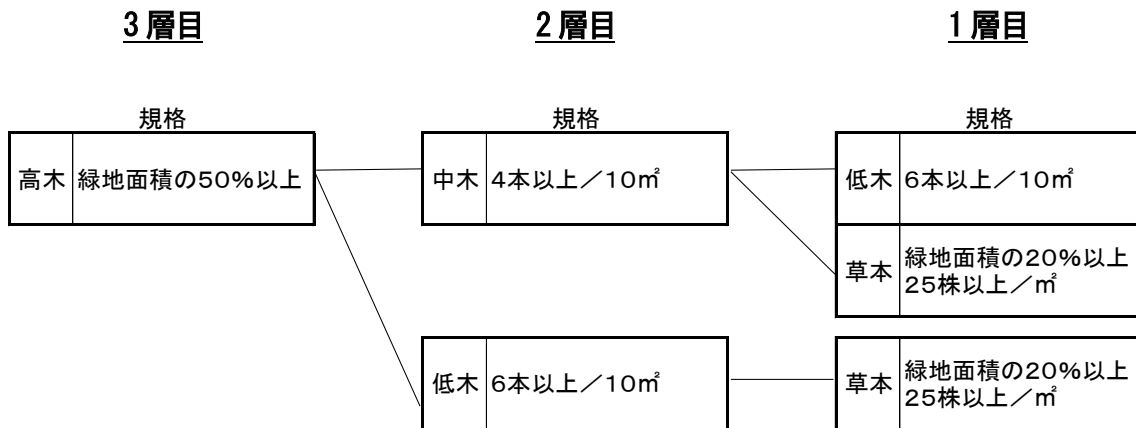 3層目
2層目
1層目
規格
規格
規格
高木
緑地面積の50%以上
中木
4本以上／10㎡
低木
6本以上／10㎡
草本
緑地面積の20%以上
25株以上／㎡
低木
6本以上／10㎡
草本
緑地面積の20%以上
25株以上／㎡